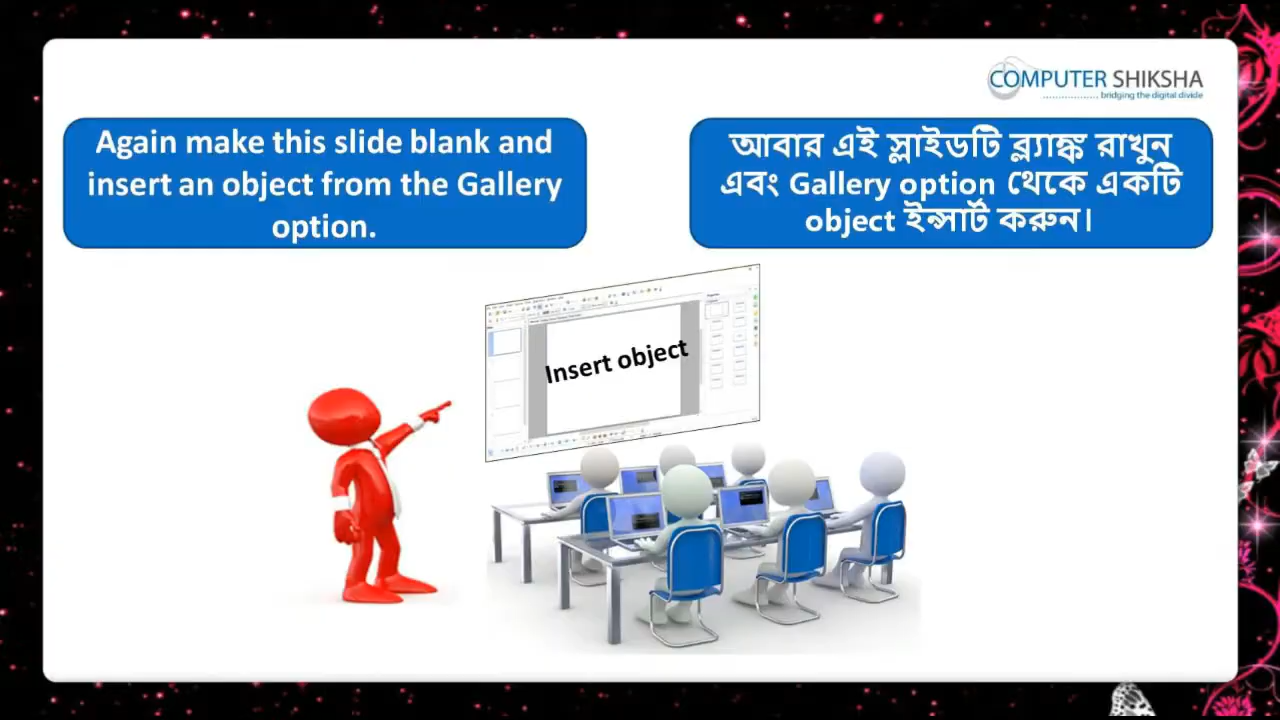 COMPUTER SHIKSHA
bridging the digital divide
Again make this slide blank and
insert an object from the Gallery
option.
আবার এই স্লাইডটি ব্ল্যাঙ্ক রাখুন
এবং Gallery option থেকে একটি
object ইন্সার্ট করুন।
Insert object